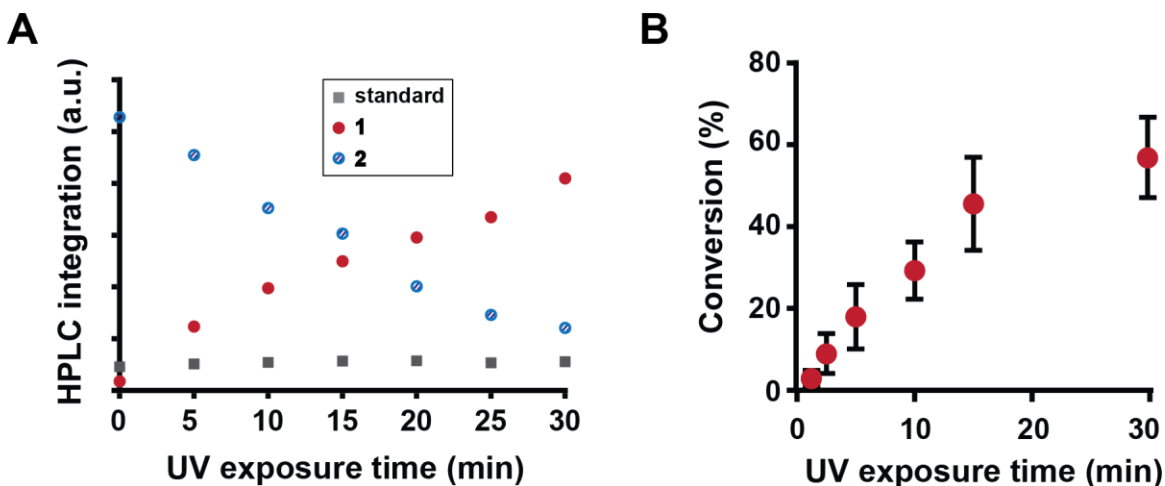 A
HPLC integration (a.u.)
standard
1
2
0 5 10 15 20 25 30
UV exposure time (min)
B
Conversion (%)
80
60
40
20
0
0 10 20 30
UV exposure time (min)